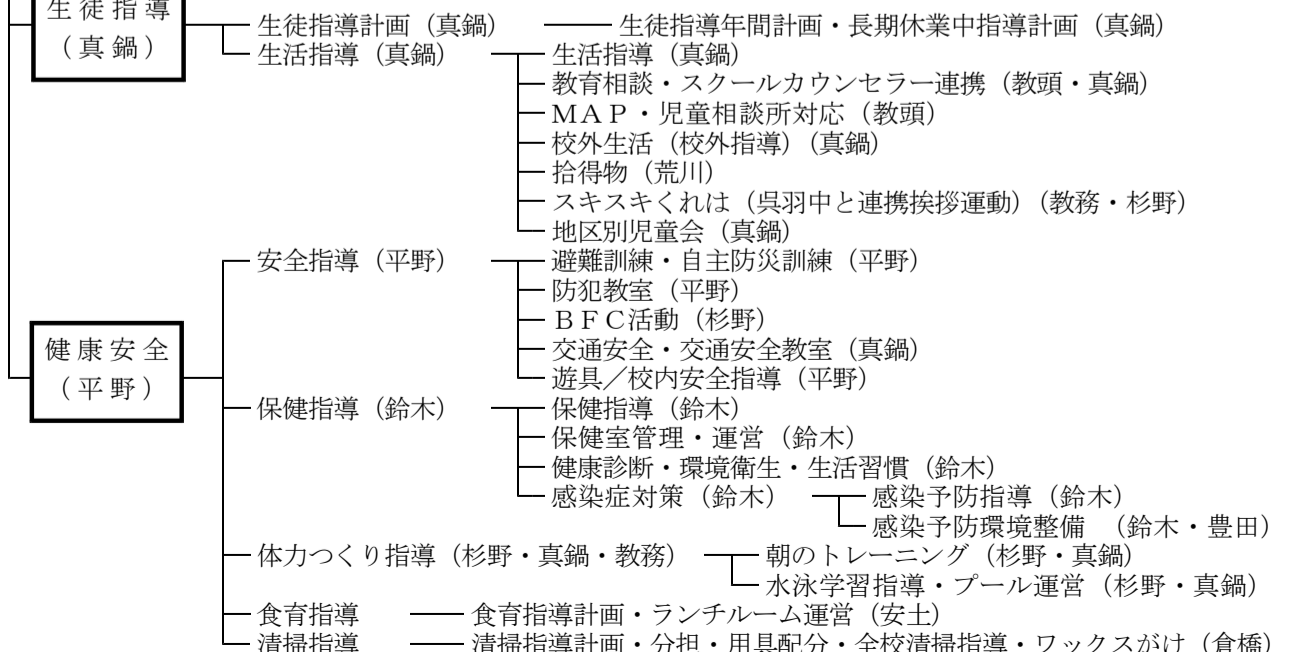 生徒指導
（真鍋）
生徒指導計画（真鍋） 生徒指導年間計画・長期休業中指導計画（真鍋）
生活指導（真鍋） 生活指導（真鍋）
教育相談・スクールカウンセラー連携（教頭・真鍋）
ＭＡＰ・児童相談所対応（教頭）
校外生活（校外指導）（真鍋）
拾得物（荒川）
スキスキくれは（呉羽中と連携挨拶運動）（教務・杉野）
地区別児童会（真鍋）
健康安全
（平野）
安全指導（平野） 避難訓練・自主防災訓練（平野）
防犯教室（平野）
ＢＦＣ活動（杉野）
交通安全・交通安全教室（真鍋）
遊具／校内安全指導（平野）
保健指導（鈴木） 保健指導（鈴木）
保健室管理・運営（鈴木）
健康診断・環境衛生・生活習慣（鈴木）
感染症対策（鈴木） 感染予防指導（鈴木）
感染予防環境整備 （鈴木・豊田）
体力つくり指導（杉野・真鍋・教務） 朝のトレーニング（杉野・真鍋）
水泳学習指導・プール運営（杉野・真鍋）
食育指導 食育指導計画・ランチルーム運営（安土）
清掃指導 清掃指導計画・分担・用具配分・全校清掃指導・ワックスがけ（倉橋）